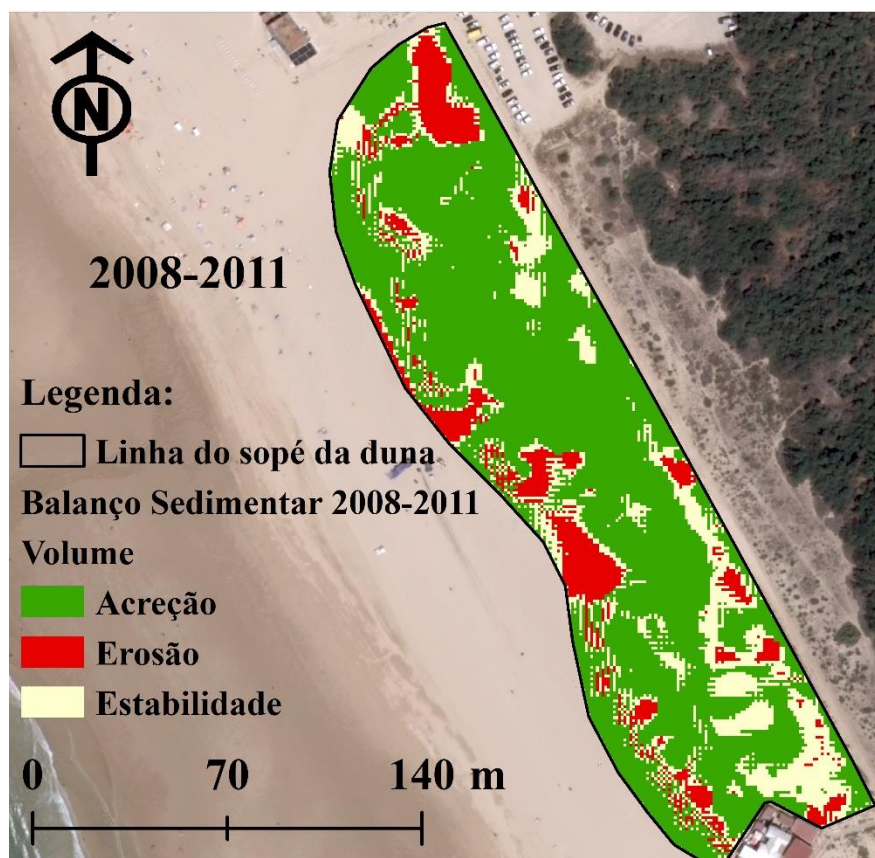 N
2008-2011
Legenda:
Linha do sopé da duna
Balanço Sedimentar 2008-2011
Volume
Acreção
Erosão
Estabilidade
0 70 140 m